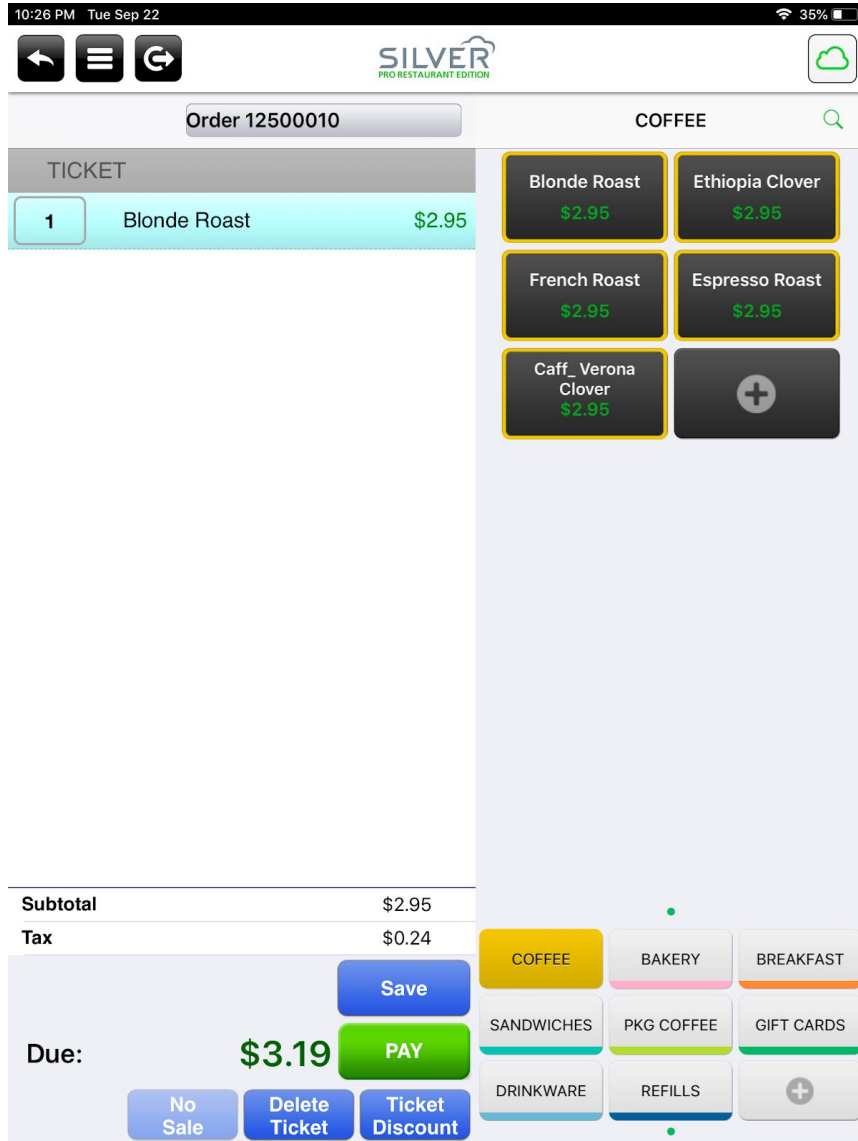 10:26 PM Tue Sep 22
35%
SILVER
PRO RESTAURANT EDITION
Order 12500010
COFFEE
TICKET
1 Blonde Roast $2.95
Blonde Roast
$2.95
Ethiopia Clover
$2.95
French Roast
$2.95
Espresso Roast
$2.95
Caff_ Verona
Clover
$2.95
Subtotal $2.95
Tax $0.24
Save
Due: $3.19
PAY
No
Sale
Delete
Ticket
Ticket
Discount
COFFEE
BAKERY
BREAKFAST
SANDWICHES
PKG COFFEE
GIFT CARDS
DRINKWARE
REFILLS